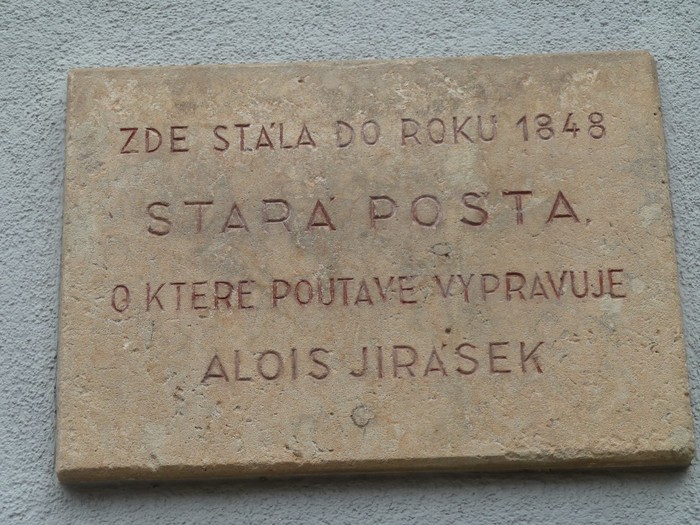 ZDE STÁLA DO ROKU 1848
STARÁ POŠTA,
O KTERÉ POUTAVĚ VYPRAVUJE
ALOIS JIRÁSEK